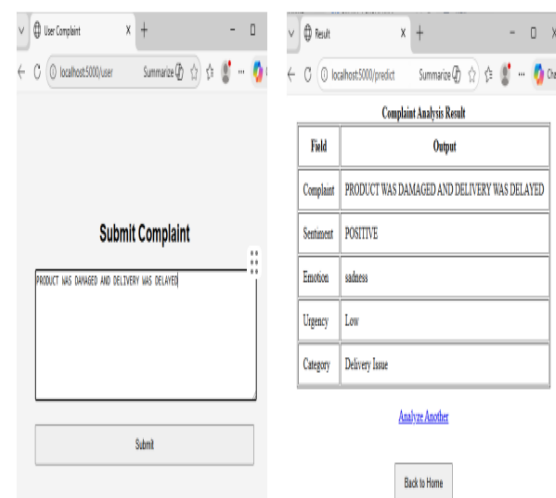 User Complaint
localhost:5000/user
Summarize
Submit Complaint
PRODUCT WAS DAMAGED AND DELIVERY WAS DELAYED
Submit
Result
localhost:5000/predict
Summarize
Complaint Analysis Result
Field Output
Complaint PRODUCT WAS DAMAGED AND DELIVERY WAS DELAYED
Sentiment POSITIVE
Emotion sadness
Urgency Low
Category Delivery Issue
Analyze Another
Back to Home